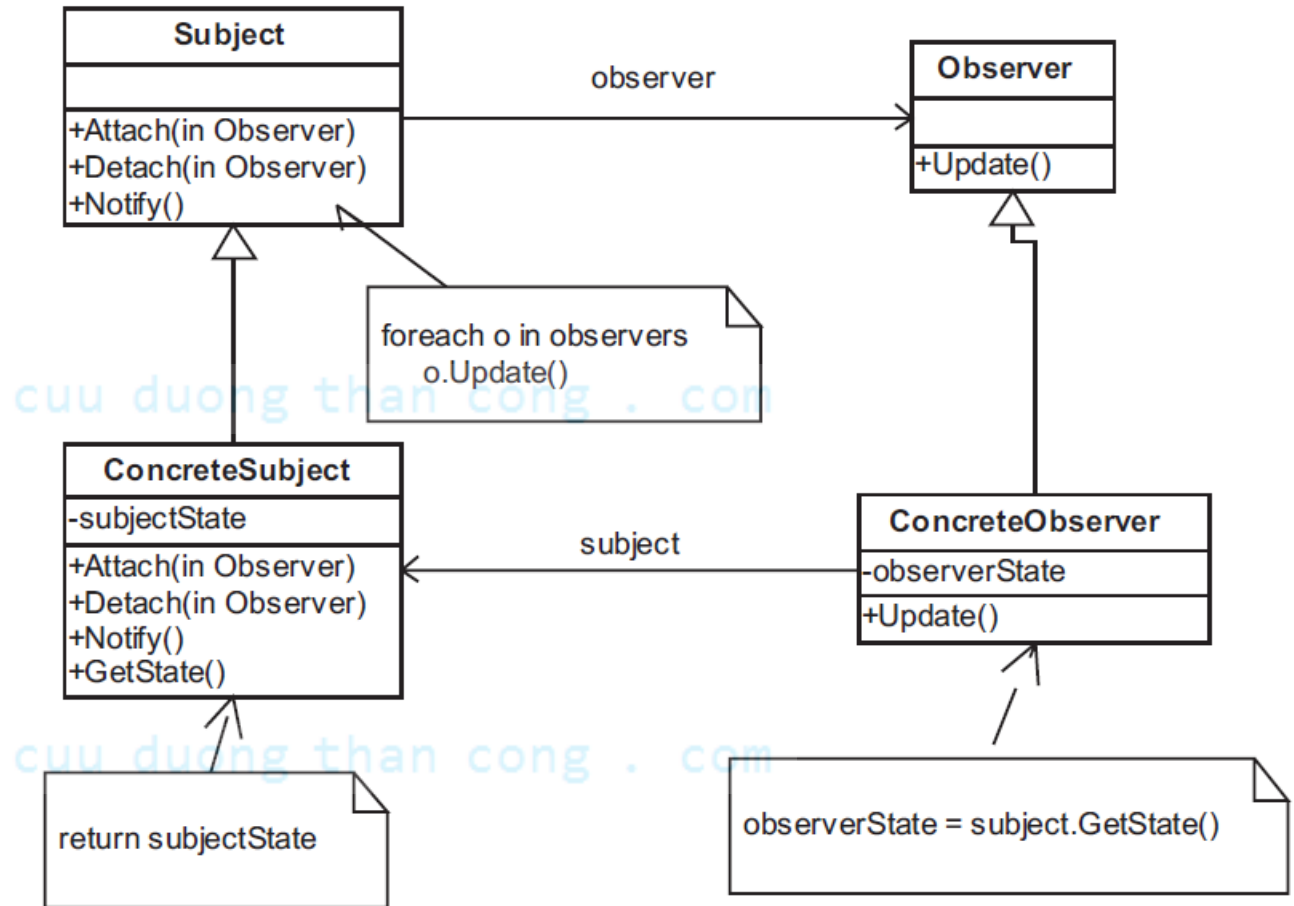 Subject
+Attach(in Observer)
+Detach(in Observer)
+Notify()
observer
Observer
+Update()
foreach o in observers
o.Update()
cuu duong than cong . com
ConcreteSubject
-subjectState
+Attach(in Observer)
+Detach(in Observer)
+Notify()
+GetState()
subject
ConcreteObserver
-observerState
+Update()
cuu duong than cong . com
return subjectState
observerState = subject.GetState()